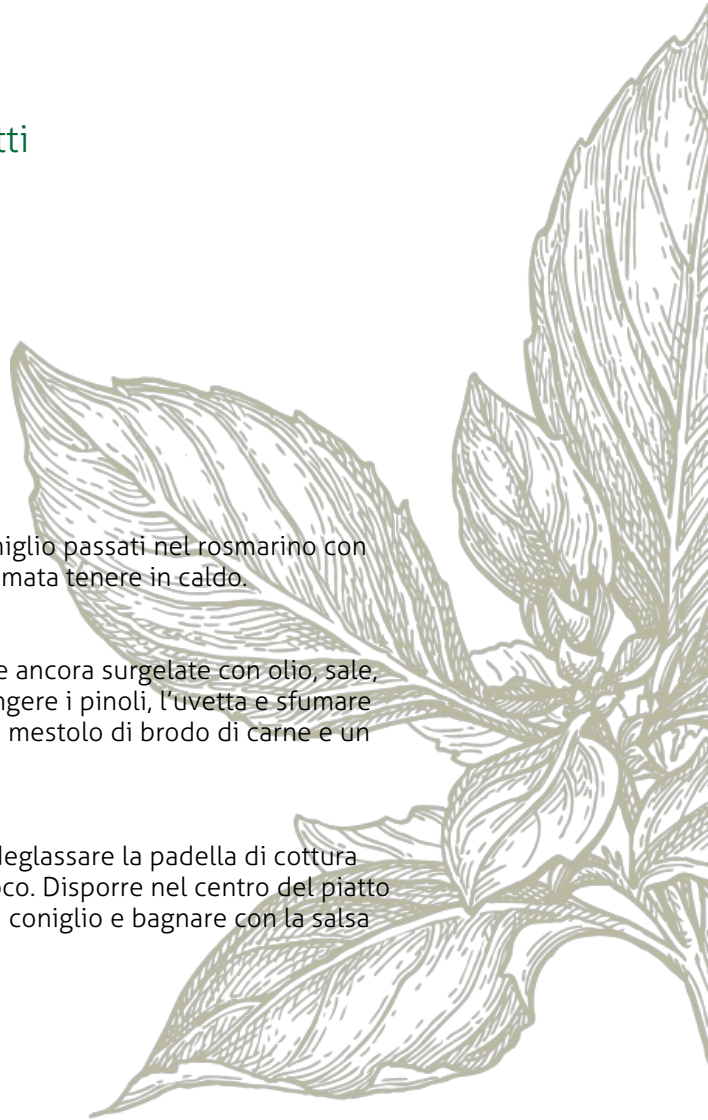 tti
niglio passati nel rosmarino con
mata tenere in caldo.
e ancora surgelate con olio, sale,
ngere i pinoli, l'uvetta e sfumare
mestolo di brodo di carne e un
deglassare la padella di cottura
oco. Disporre nel centro del piatto
coniglio e bagnare con la salsa